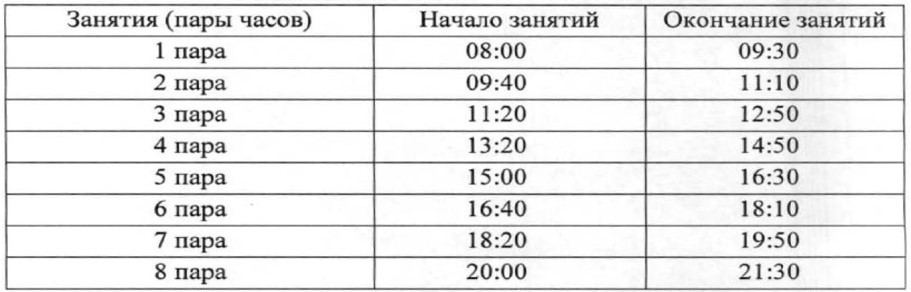 Занятия (пары часов) Начало занятий Окончание занятий
1 пара 08:00 09:30
2 пара 09:40 11:10
3 пара 11:20 12:50
4 пара 13:20 14:50
5 пара 15:00 16:30
6 пара 16:40 18:10
7 пара 18:20 19:50
8 пара 20:00 21:30